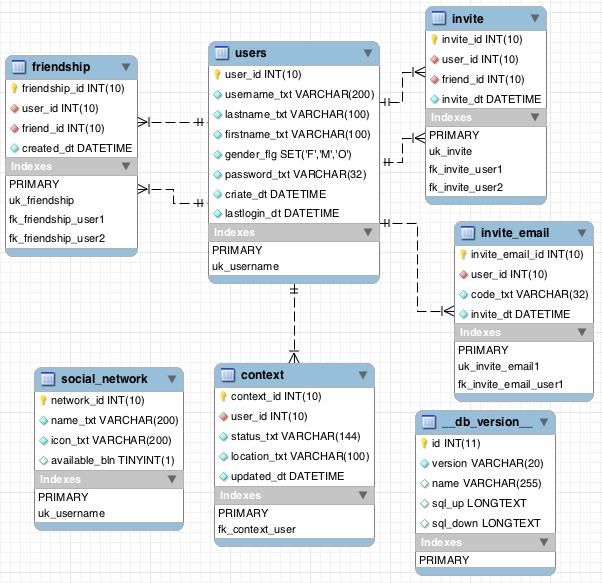 friendship
friendship_id INT(10)
user_id INT(10)
friend_id INT(10)
created_dt DATETIME
Indexes
PRIMARY
uk_friendship
fk_friendship_user1
fk_friendship_user2
users
user_id INT(10)
username_txt VARCHAR(200)
lastname_txt VARCHAR(100)
firstname_txt VARCHAR(100)
gender_flg SET('F','M','O')
password_txt VARCHAR(32)
criate_dt DATETIME
lastlogin_dt DATETIME
Indexes
PRIMARY
uk_username
invite
invite_id INT(10)
user_id INT(10)
friend_id INT(10)
invite_dt DATETIME
Indexes
PRIMARY
uk_invite
fk_invite_user1
fk_invite_user2
invite_email
invite_email_id INT(10)
user_id INT(10)
code_txt VARCHAR(32)
invite_dt DATETIME
Indexes
PRIMARY
uk_invite_email1
fk_invite_email_user1
social_network
network_id INT(10)
name_txt VARCHAR(200)
icon_txt VARCHAR(200)
available_bln TINYINT(1)
Indexes
PRIMARY
uk_username
context
context_id INT(10)
user_id INT(10)
status_txt VARCHAR(144)
location_txt VARCHAR(100)
updated_dt DATETIME
Indexes
PRIMARY
fk_context_user
__db_version__
id INT(11)
version VARCHAR(20)
name VARCHAR(255)
sql_up LONGTEXT
sql_down LONGTEXT
Indexes
PRIMARY